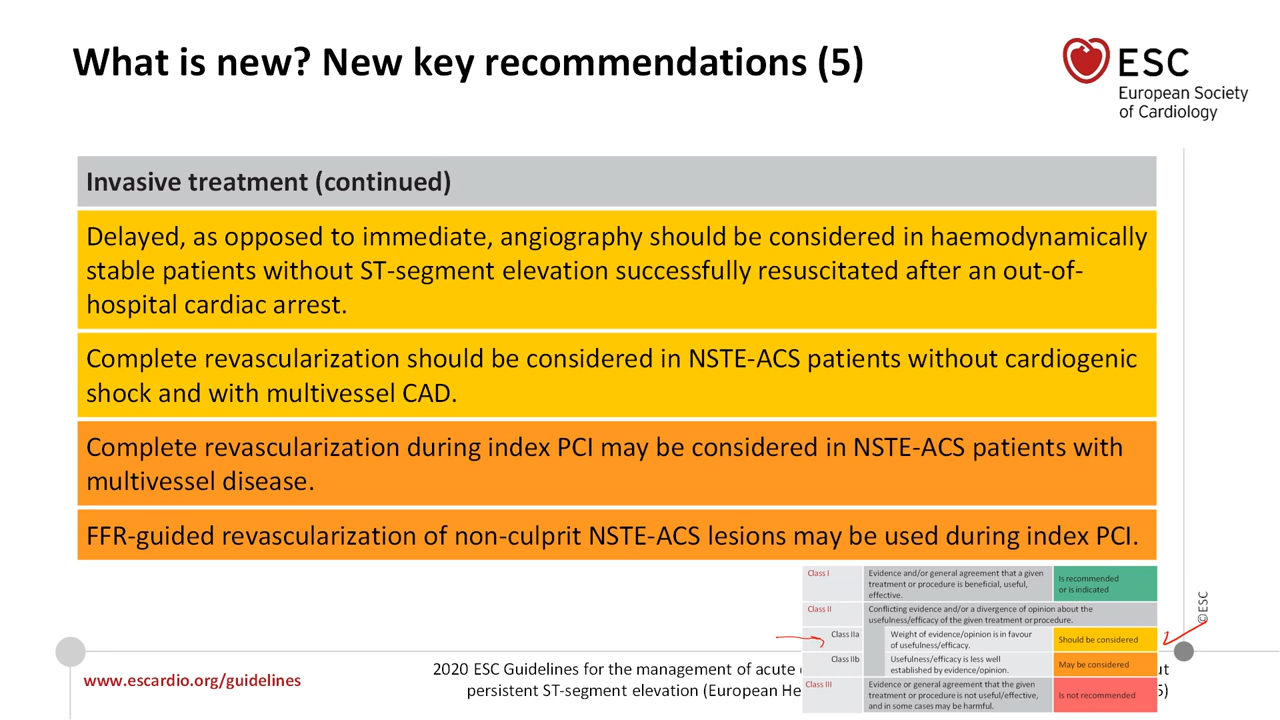 What is new? New key recommendations (5)
ESC
European Society
of Cardiology
Invasive treatment (continued)
Delayed, as opposed to immediate, angiography should be considered in haemodynamically
stable patients without ST-segment elevation successfully resuscitated after an out-of-
hospital cardiac arrest.
Complete revascularization should be considered in NSTE-ACS patients without cardiogenic
shock and with multivessel CAD.
Complete revascularization during index PCI may be considered in NSTE-ACS patients with
multivessel disease.
FFR-guided revascularization of non-culprit NSTE-ACS lesions may be used during index PCI.
Class I
Evidence and/or general agreement that a given
treatment or procedure is beneficial, useful,
effective.
Is recommended
or is indicated
Class II
Conflicting evidence and/or a divergence of opinion about the
usefulness/efficacy of the given treatment or procedure.
Class IIa
Weight of evidence/opinion is in favour
of usefulness/efficacy.
Should be considered
Class IIb
Usefulness/efficacy is less well
established by evidence/opinion.
May be considered
Class III
Evidence or general agreement that the given
treatment or procedure is not useful/effective,
and in some cases may be harmful.
Is not recommended
©ESC
www.escardio.org/guidelines
2020 ESC Guidelines for the management of acute
persistent ST-segment elevation (European